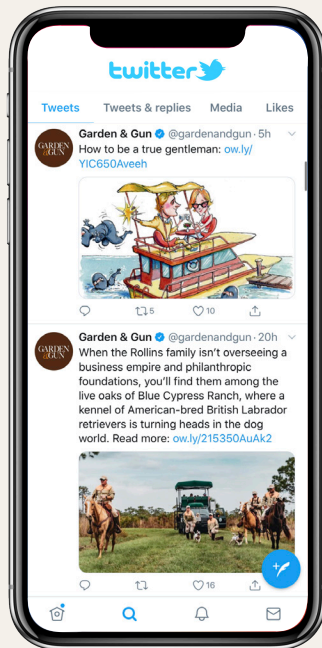 twitter
Tweets Tweets & replies Media Likes
GARDEN & GUN
Garden & Gun @gardenandgun · 5h
How to be a true gentleman: ow.ly/
YIC650Aveeh
5 10
GARDEN & GUN
Garden & Gun @gardenandgun · 20h
When the Rollins family isn’t overseeing a
business empire and philanthropic
foundations, you’ll find them among the
live oaks of Blue Cypress Ranch, where a
kennel of American-bred British Labrador
retrievers is turning heads in the dog
world. Read more: ow.ly/215350AuAk2
16